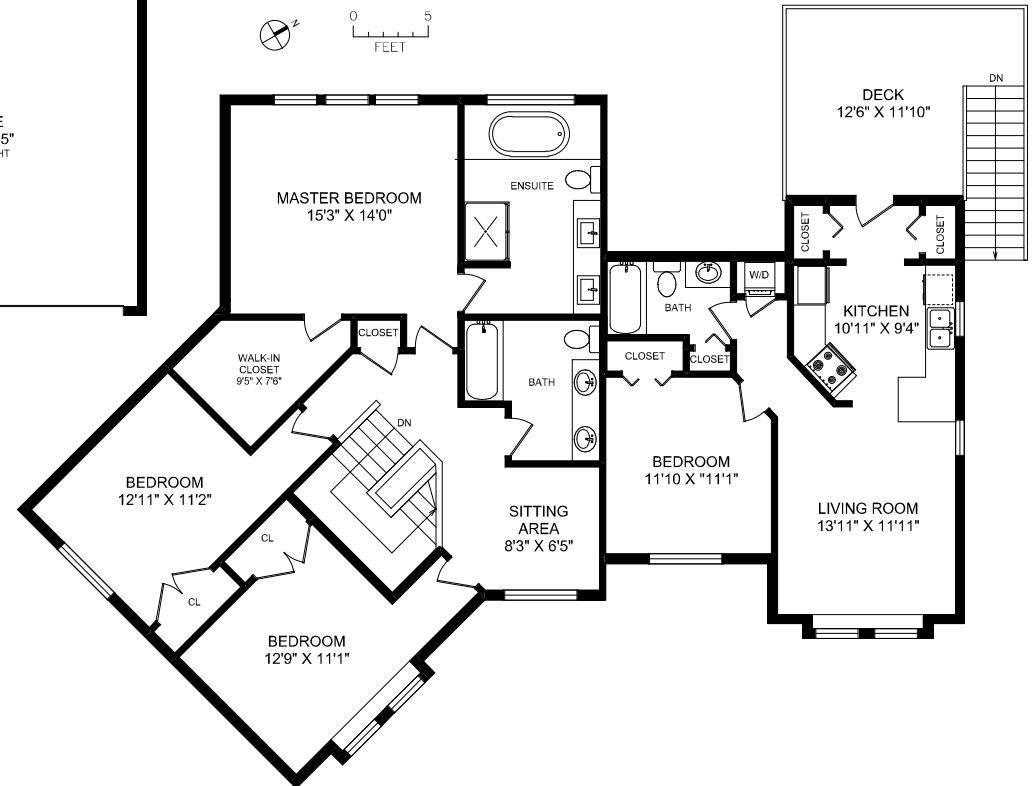 N
0 5
FEET
E
5"
HT
DECK
12'6" X 11'10"
DN
MASTER BEDROOM
15'3" X 14'0"
ENSUITE
CLOSET
CLOSET
W/D
BATH
KITCHEN
10'11" X 9'4"
CLOSET
CLOSET
CLOSET
WALK-IN
CLOSET
9'5" X 7'6"
BATH
DN
BEDROOM
12'11" X 11'2"
BEDROOM
11'10 X "11'1"
SITTING
AREA
8'3" X 6'5"
LIVING ROOM
13'11" X 11'11"
CL
CL
BEDROOM
12'9" X 11'1"